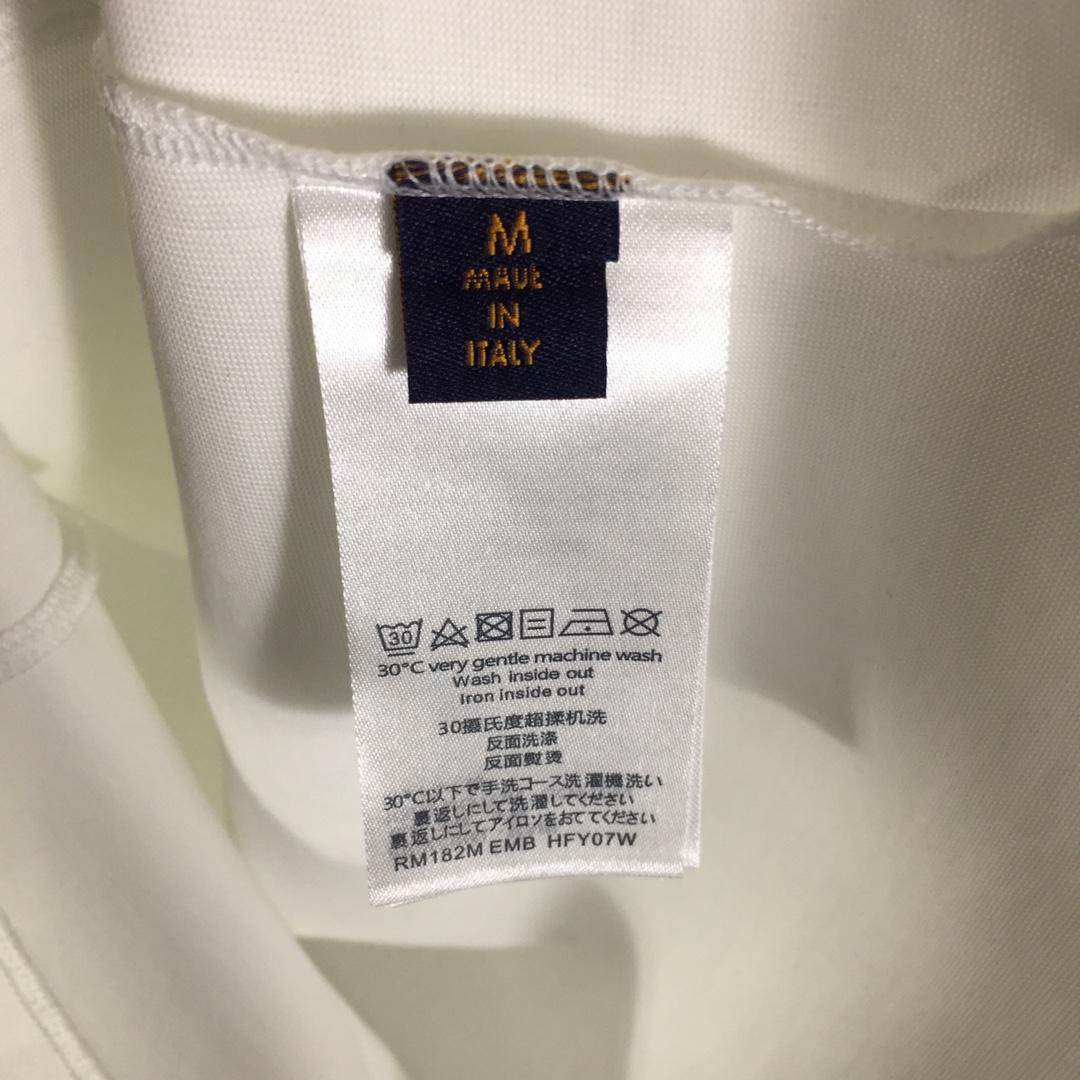 M
MADE
IN
ITALY
30
30°C very gentle machine wash
Wash inside out
Iron inside out
30摄氏度超揉机洗
反面洗涤
反面熨烫
30°C以下で手洗コース洗濯機洗い
裏返しにして洗濯してください
裏返しにしてアイロンをおててください
RM182M EMB HFY07W